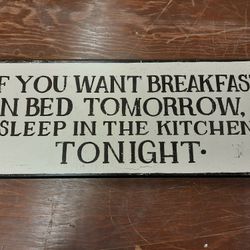 F YOU WANT BREAKFAS
N BED TOMORROW,
SLEEP IN THE KITCHEN
TONIGHT.